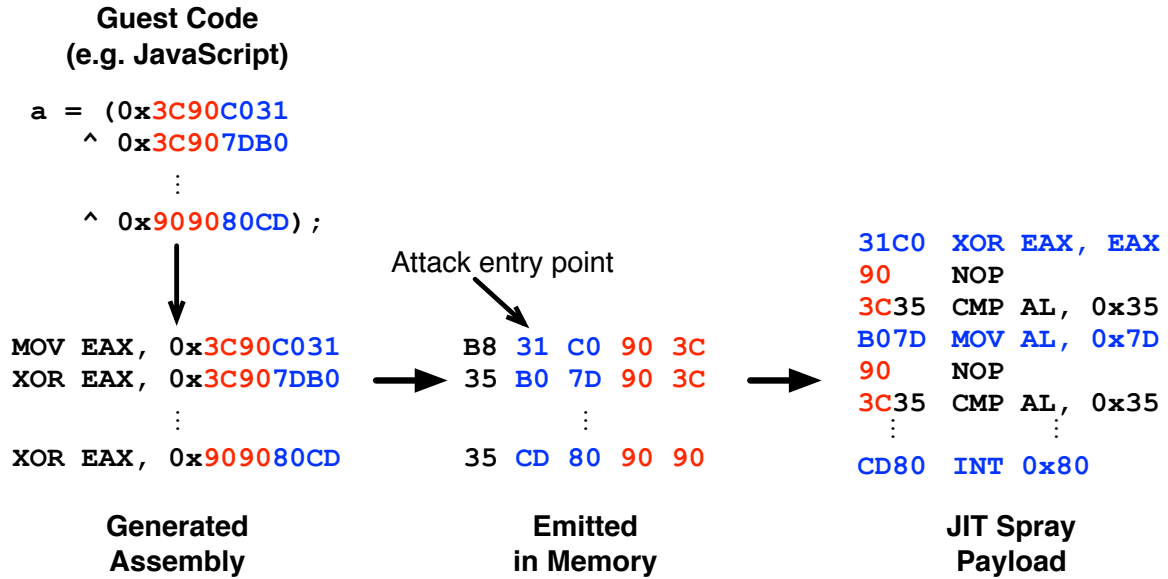 Guest Code
(e.g. JavaScript)
a = (0x3C90C031
^ 0x3C907DB0
⋮
^ 0x909080CD);
MOV EAX, 0x3C90C031
XOR EAX, 0x3C907DB0
⋮
XOR EAX, 0x909080CD
Generated
Assembly
Attack entry point
B8 31 C0 90 3C
35 B0 7D 90 3C
⋮
35 CD 80 90 90
Emitted
in Memory
31C0 XOR EAX, EAX
90 NOP
3C35 CMP AL, 0x35
B07D MOV AL, 0x7D
90 NOP
3C35 CMP AL, 0x35
⋮ ⋮
CD80 INT 0x80
JIT Spray
Payload